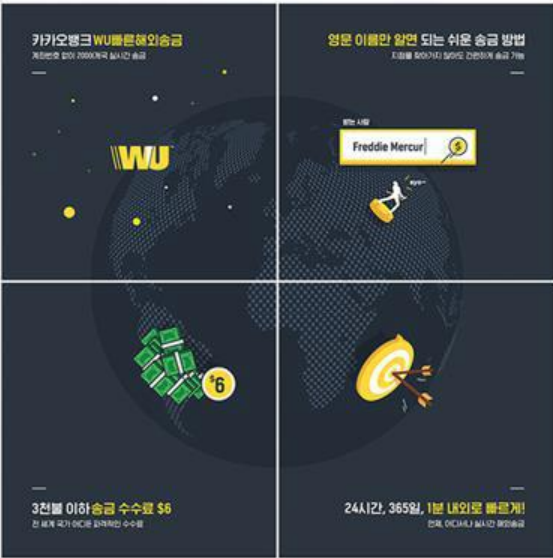 카카오뱅크 WU빠른해외송금
계좌번호 없이 200여개국 실시간 송금
WU
영문 이름만 알면 되는 쉬운 송금 방법
지점을 찾아가지 않아도 간편하게 송금 가능
받는 사람
Freddie Mercur
$
$6
3천불 이하 송금 수수료 $6
전 세계 국가 어디든 파격적인 수수료
24시간, 365일, 1분 내외로 빠르게!
언제, 어디서나 실시간 해외송금